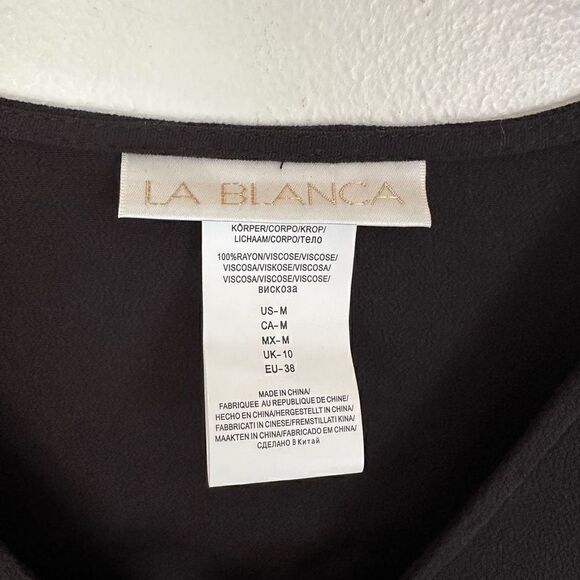 LA BLANCA
KÖRPER/CORPO/KROP/
LICHAAM/CORPO/тело
100%RAYON/VISCOSE/VISCOSE/
VISCOSA/VISKOSE/VISCOSA/
VISCOSA/VISCOSE/VISCOSE/
вискоза
US-M
CA-M
MX-M
UK-10
EU-38
MADE IN CHINA/
FABRIQUEE AU REPUBLIQUE DE CHINE/
HECHO EN CHINA/HERGESTELLT IN CHINA/
FABBRICATI IN CINESE/FREMSTILLATI KINA/
MAAKTEN IN CHINA/FABRICADO EM CHINA/
СДЕЛАНО В Китай